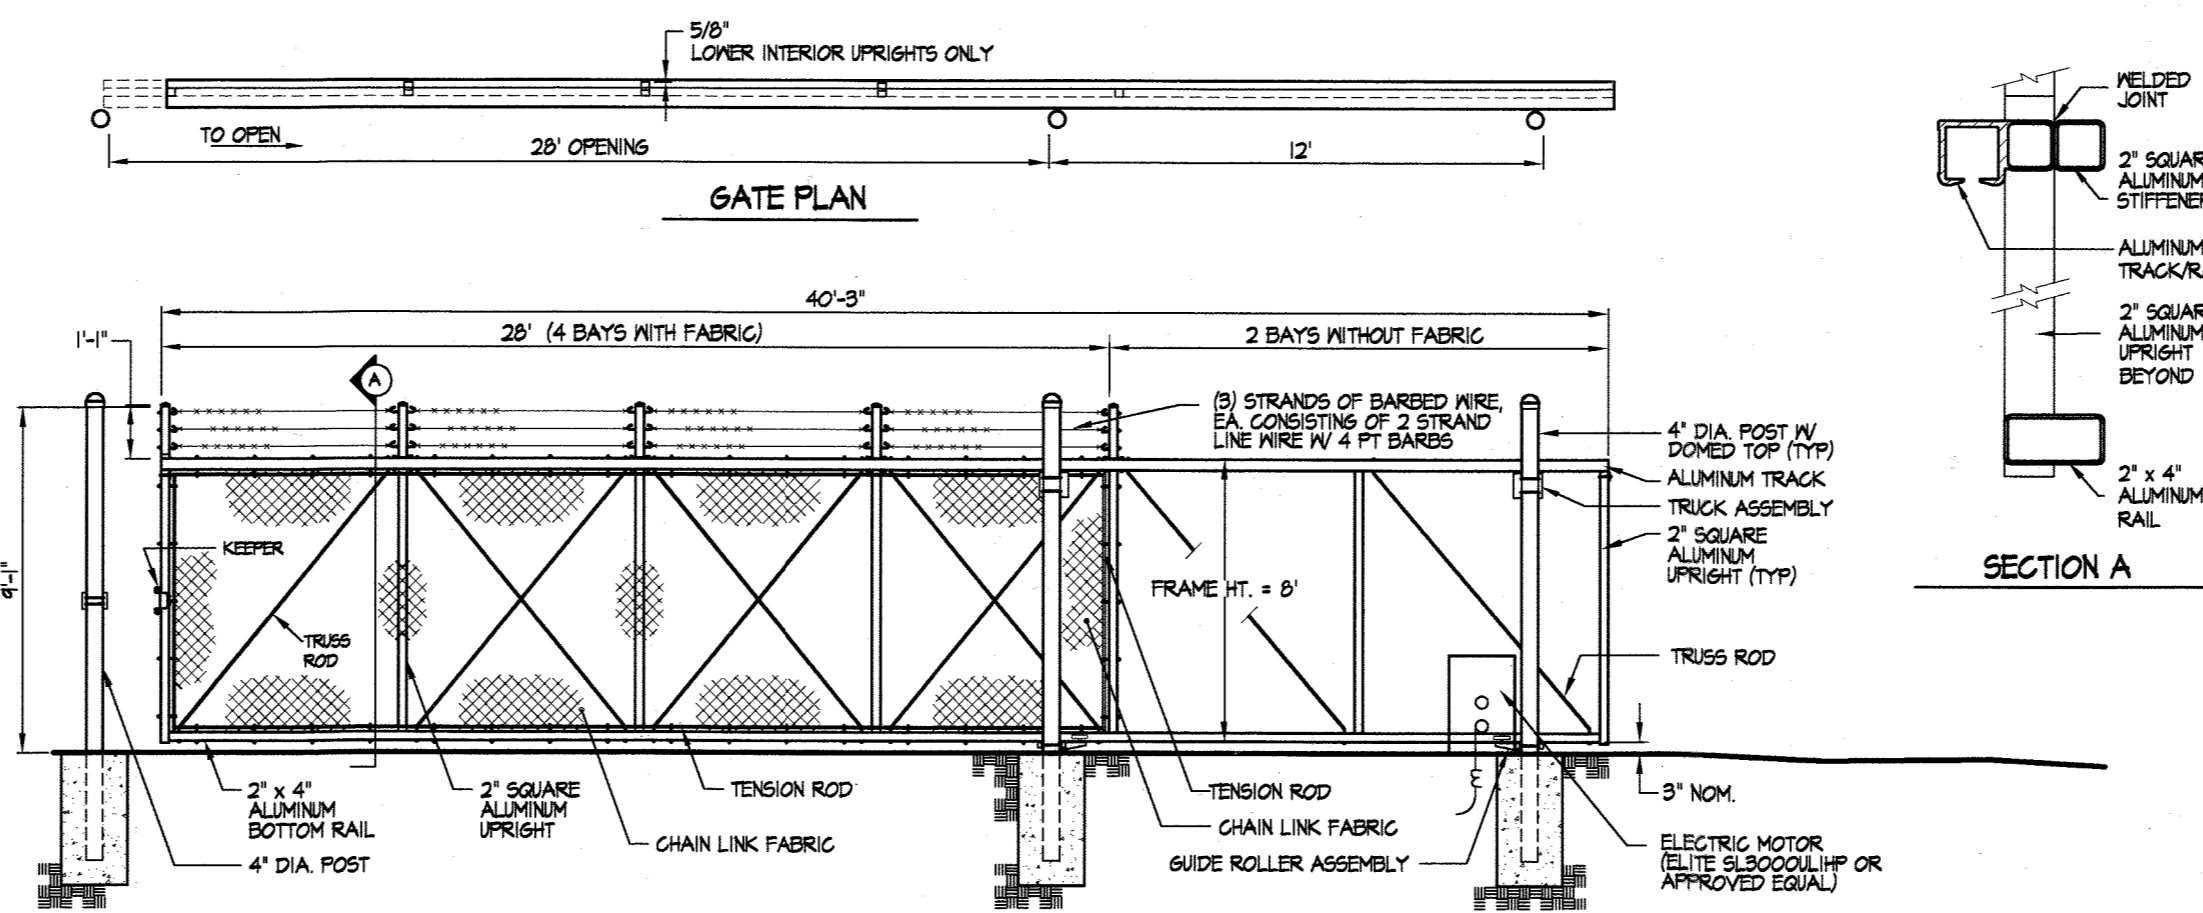 5/8"
LOWER INTERIOR UPRIGHTS ONLY
TO OPEN
28' OPENING
12'
GATE PLAN
WELDED
JOINT
2" SQUAR
ALUMINUM
STIFFENER
ALUMINUM
TRACK/R
2" SQUAR
ALUMINUM
UPRIGHT
BEYOND
2" x 4"
ALUMINUM
RAIL
SECTION A
40'-3"
28' (4 BAYS WITH FABRIC)
2 BAYS WITHOUT FABRIC
1'-1"
A
(3) STRANDS OF BARBED WIRE,
EA. CONSISTING OF 2 STRAND
LINE WIRE W/ 4 PT BARBS
4" DIA. POST W/
DOMED TOP (TYP)
ALUMINUM TRACK
TRUCK ASSEMBLY
2" SQUARE
ALUMINUM
UPRIGHT (TYP)
KEEPER
9'-1"
TRUSS
ROD
FRAME HT. = 8'
TRUSS ROD
2" x 4"
ALUMINUM
BOTTOM RAIL
4" DIA. POST
2" SQUARE
ALUMINUM
UPRIGHT
TENSION ROD
CHAIN LINK FABRIC
TENSION ROD
CHAIN LINK FABRIC
GUIDE ROLLER ASSEMBLY
3" NOM.
ELECTRIC MOTOR
(ELITE SL3000UL1HP OR
APPROVED EQUAL)